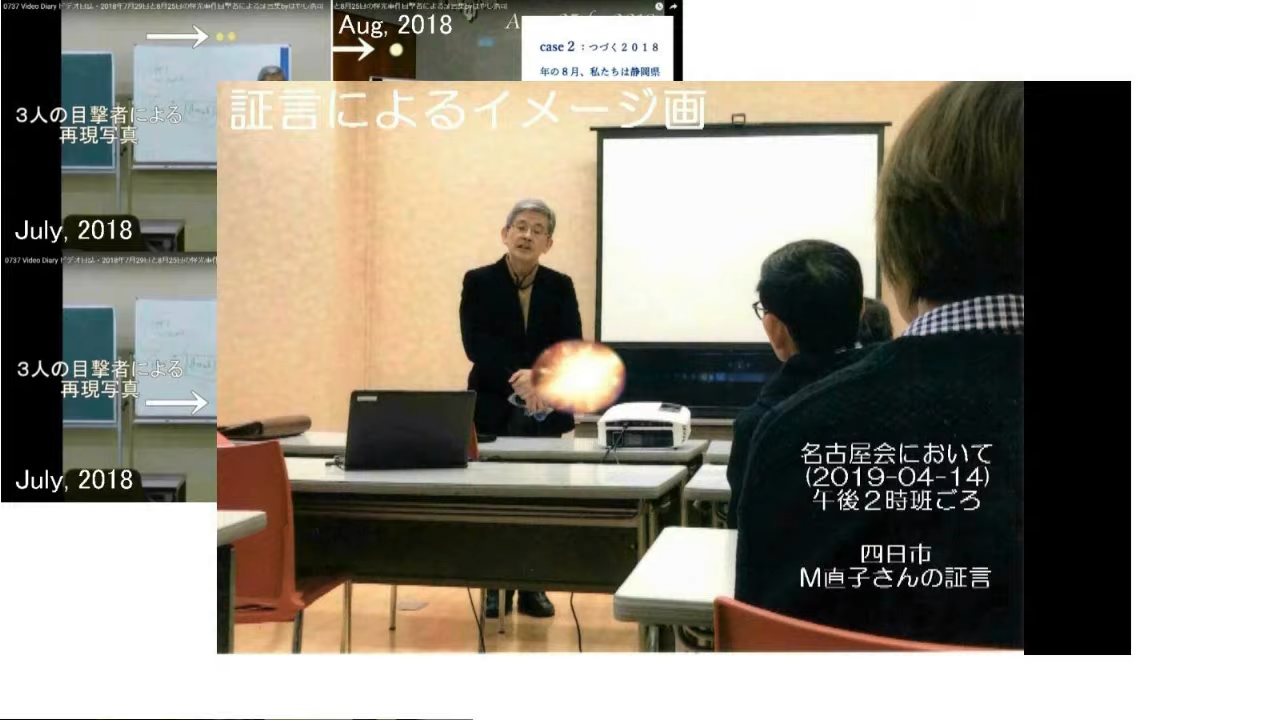 Aug, 2018
case 2：つづく２０１８
年の８月、私たちは静岡県
3人の目撃者による
再現写真
July, 2018
3人の目撃者による
再現写真
July, 2018
証言によるイメージ画
名古屋会において
(2019-04-14)
午後２時班ごろ
四日市
M直子さんの証言